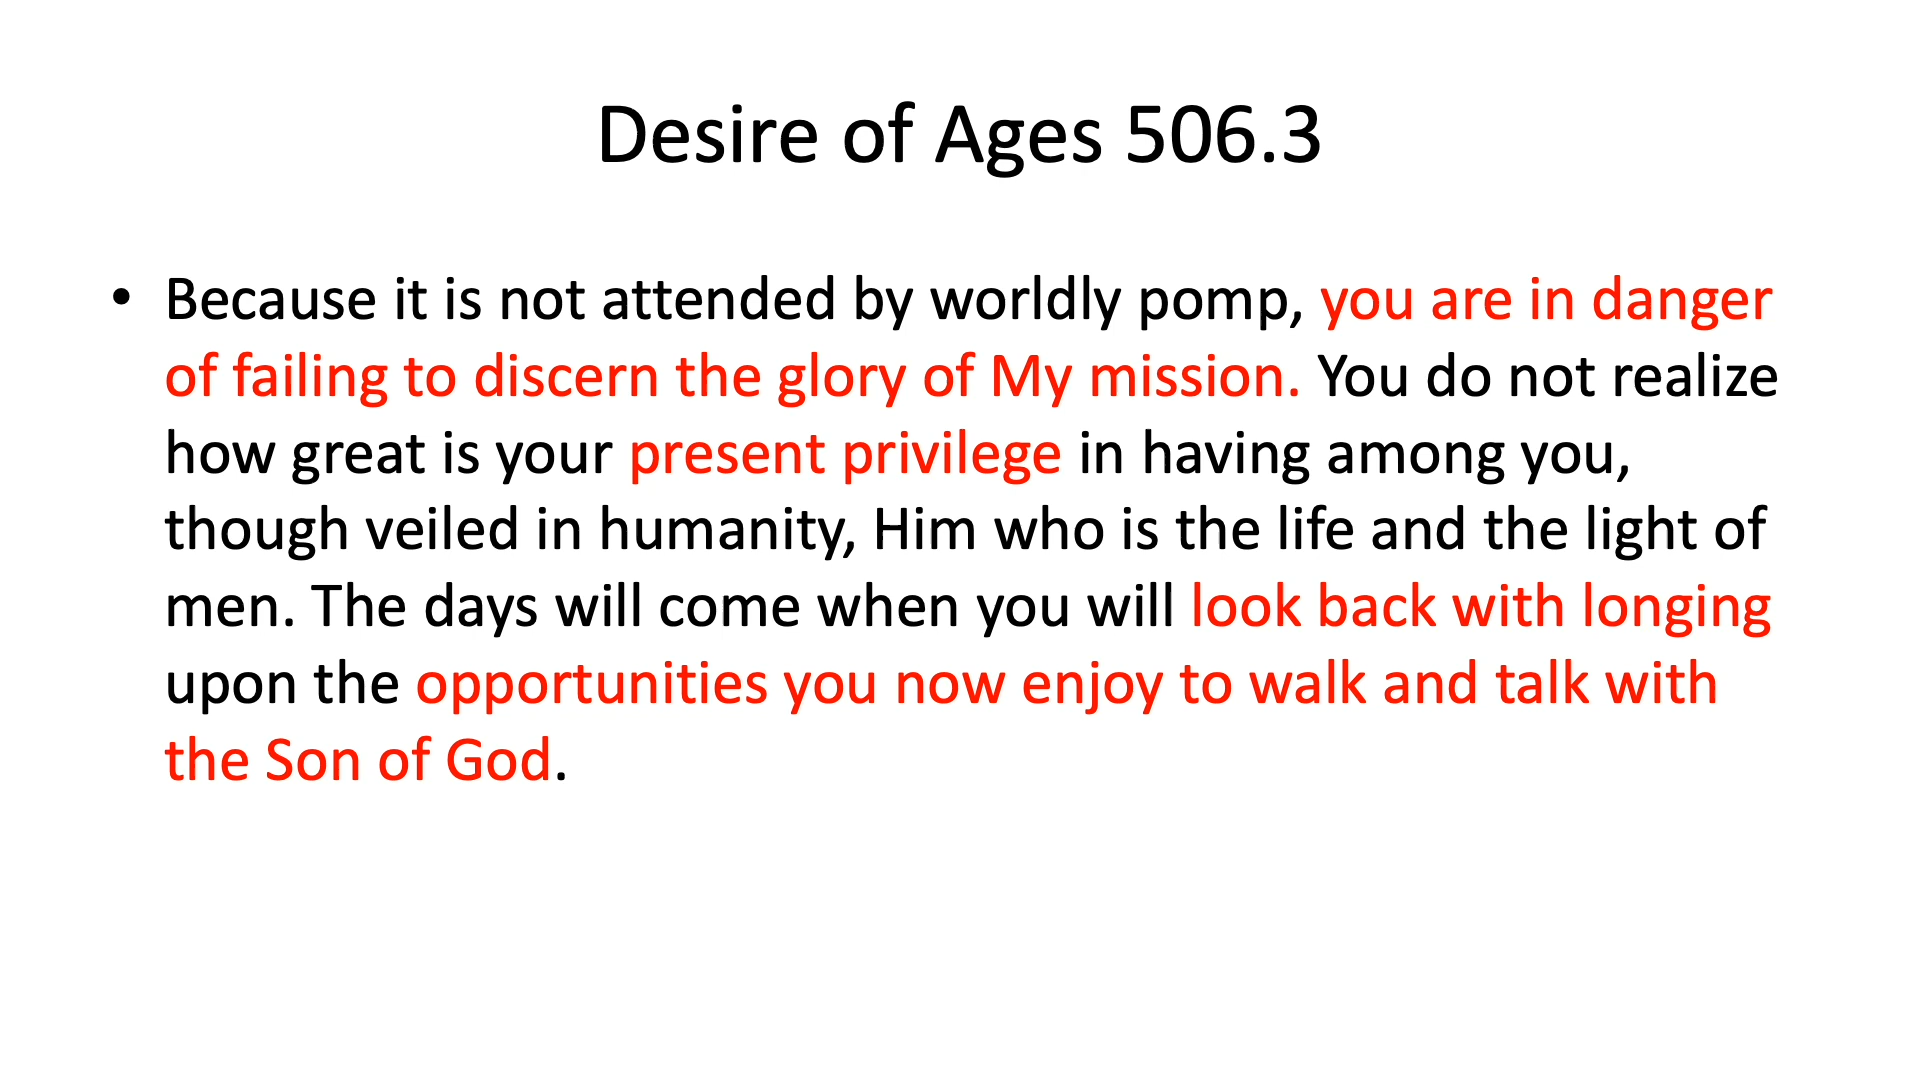 Desire of Ages 506.3
• Because it is not attended by worldly pomp, you are in danger
of failing to discern the glory of My mission. You do not realize
how great is your present privilege in having among you,
though veiled in humanity, Him who is the life and the light of
men. The days will come when you will look back with longing
upon the opportunities you now enjoy to walk and talk with
the Son of God.